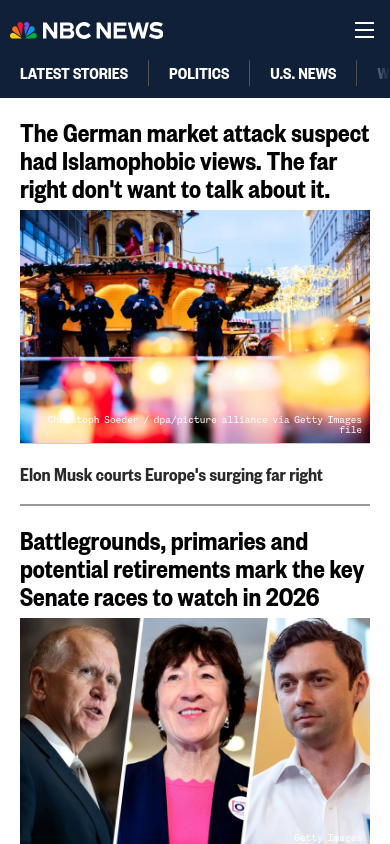 NBC NEWS
LATEST STORIES
POLITICS
U.S. NEWS
The German market attack suspect
had Islamophobic views. The far
right don't want to talk about it.
Christoph Soeder / dpa/picture alliance via Getty Images
file
Elon Musk courts Europe's surging far right
Battlegrounds, primaries and
potential retirements mark the key
Senate races to watch in 2026
Getty Images